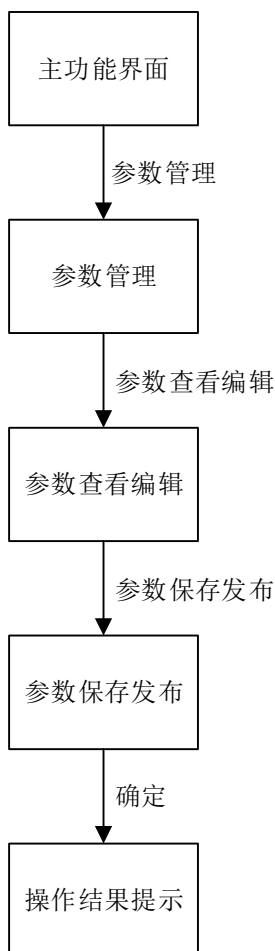 主功能界面
参数管理
参数管理
参数查看编辑
参数查看编辑
参数保存发布
参数保存发布
确定
操作结果提示